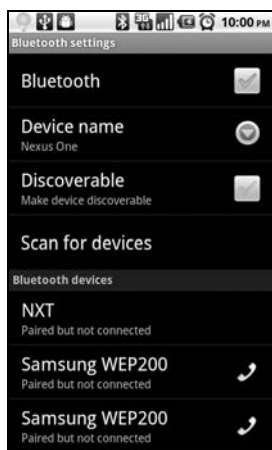 3G
10:00 PM
Bluetooth settings
Bluetooth
Device name
Nexus One
Discoverable
Make device discoverable
Scan for devices
Bluetooth devices
NXT
Paired but not connected
Samsung WEP200
Paired but not connected
Samsung WEP200
Paired but not connected